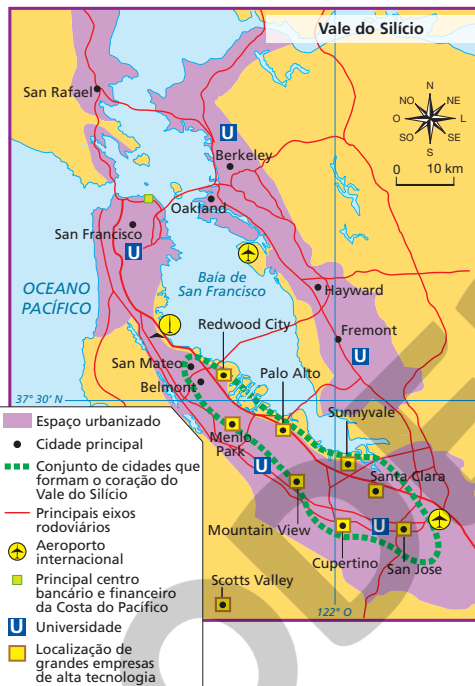 Vale do Silício
N
NO NE
O L
SO SE
S
0 10 km
San Rafael
U
Berkeley
Oakland
San Francisco
U
OCEANO
PACÍFICO
Baía de
San Francisco
Hayward
Redwood City
Fremont
U
San Mateo
Palo Alto
Belmont
37° 30' N
Sunnyvale
Menlo
Park
U
Santa Clara
Mountain View
U
Cupertino
San Jose
Scotts Valley
122° O
Espaço urbanizado
Cidade principal
Conjunto de cidades que
formam o coração do
Vale do Silício
Principais eixos
rodoviários
Aeroporto
internacional
Principal centro
bancário e financeiro
da Costa do Pacífico
U Universidade
Localização de
grandes empresas
de alta tecnologia